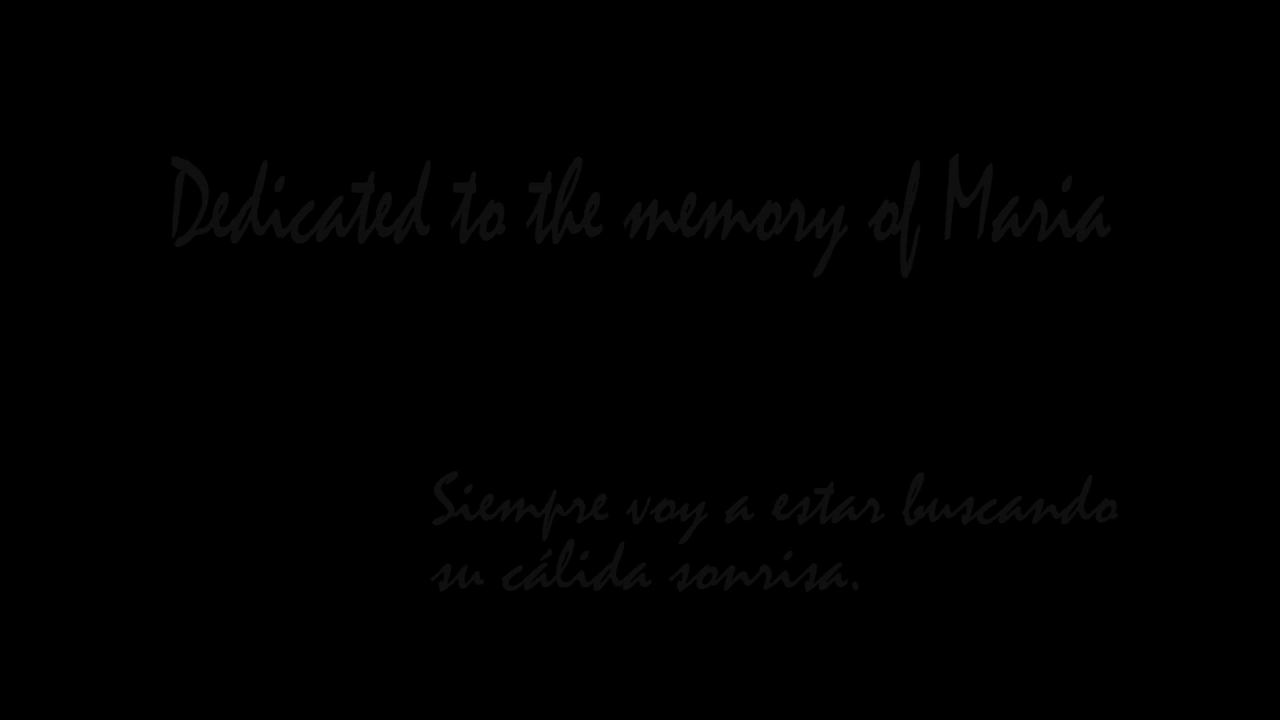 Dedicated to the memory of Maria
Siempre voy a estar buscando
su cálida sonrisa.